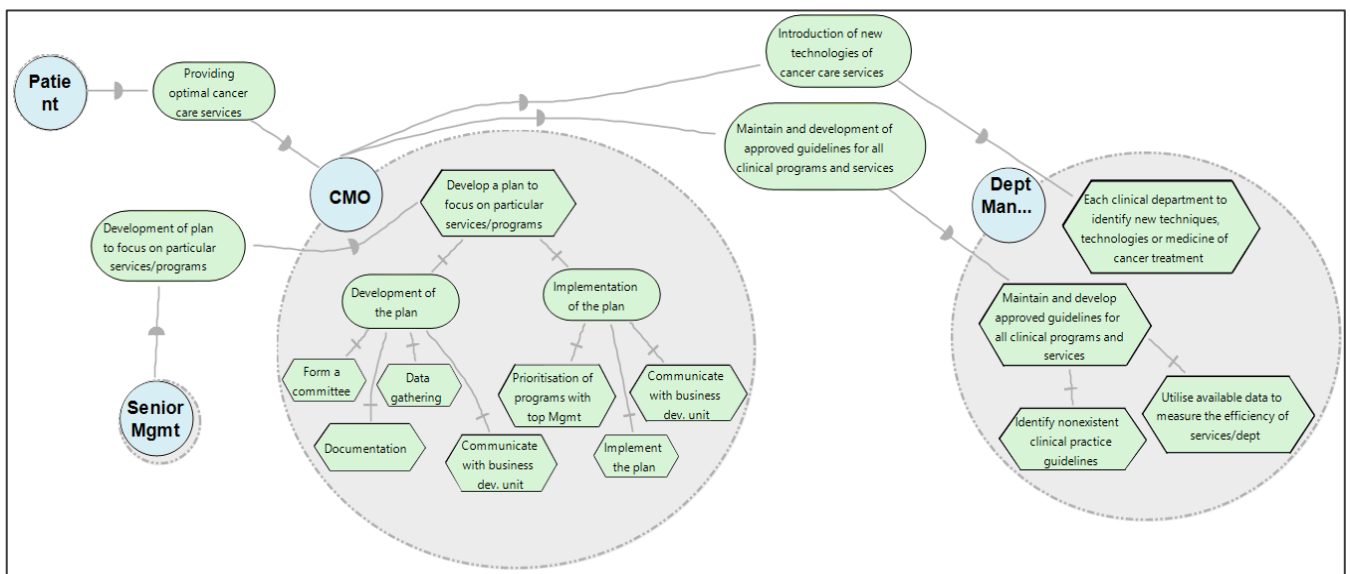 Patie
nt
Providing
optimal cancer
care services
Introduction of new
technologies of
cancer care services
Maintain and development of
approved guidelines for all
clinical programs and services
CMO
Develop a plan to
focus on particular
services/programs
Dept
Man...
Each clinical department to
identify new techniques,
technologies or medicine of
cancer treatment
Development of plan
to focus on particular
services/programs
Development of
the plan
Implementation
of the plan
Maintain and develop
approved guidelines for
all clinical programs and
services
Form a
committee
Data
gathering
Prioritisation of
programs with
top Mgmt
Communicate
with business
dev. unit
Senior
Mgmt
Documentation
Communicate
with business
dev. unit
Implement
the plan
Identify nonexistent
clinical practice
guidelines
Utilise available data to
measure the efficiency of
services/dept